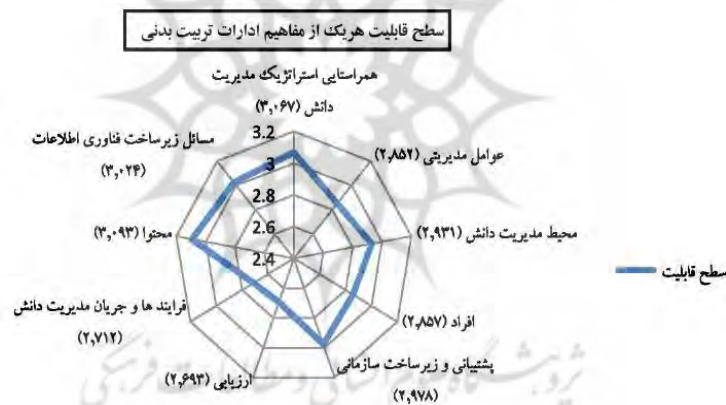 سطح قابلیت هریک از مفاهیم ادارات تربیت بدنی
همراستایی استراتژیک مدیریت
دانش (۳,۰۶۷)
عوامل مدیریتی (۲,۸۵۲)
محیط مدیریت دانش (۲,۹۳۱)
افراد (۲,۸۵۷)
پشتیبانی و زیرساخت سازمانی
(۲,۹۷۸)
ارزیابی (۲,۶۹۳)
فرایند ها و جریان مدیریت دانش
(۲,۷۱۲)
محتوا (۳,۰۹۳)
مسائل زیرساخت فناوری اطلاعات
(۳,۰۲۴)
3.2
3
2.8
2.6
2.4
سطح قابلیت